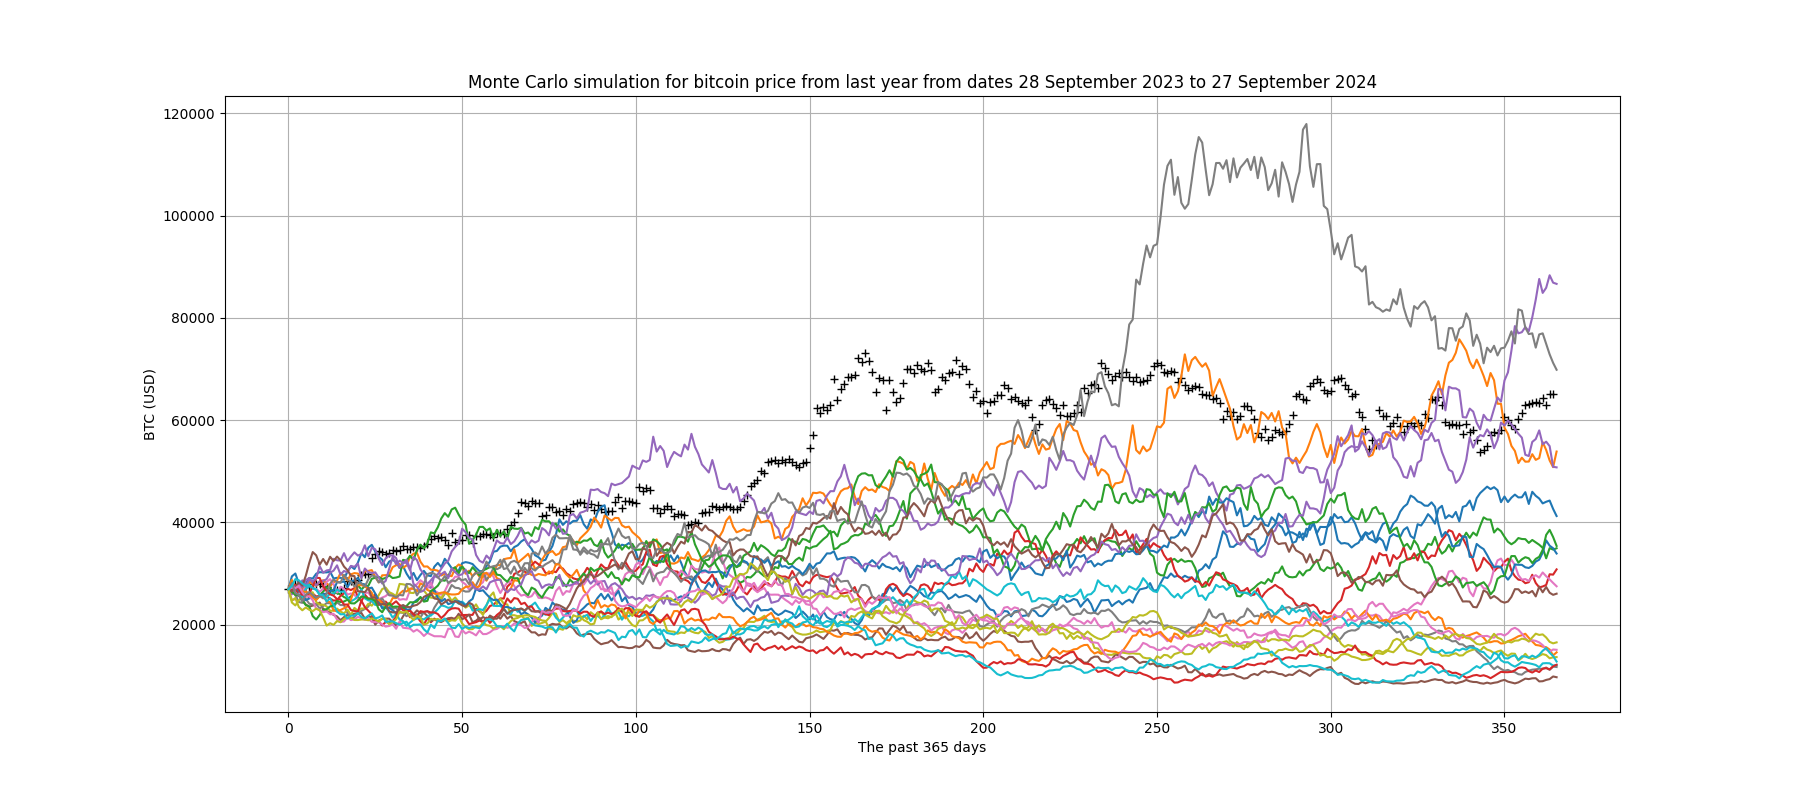 Monte Carlo simulation for bitcoin price from last year from dates 28 September 2023 to 27 September 2024
120000
100000
80000
60000
40000
20000
BTC (USD)
0 50 100 150 200 250 300 350
The past 365 days